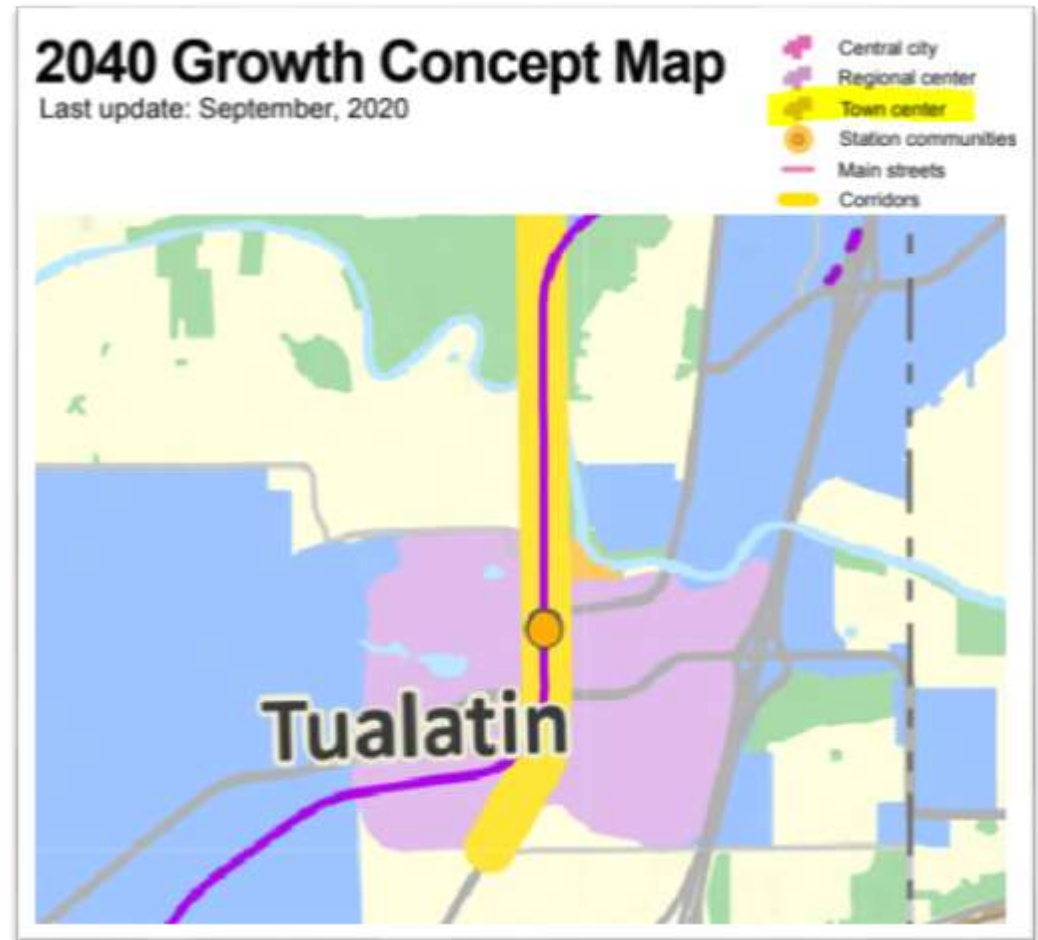 2040 Growth Concept Map
Last update: September, 2020
Central city
Regional center
Town center
Station communities
Main streets
Corridors
Tualatin